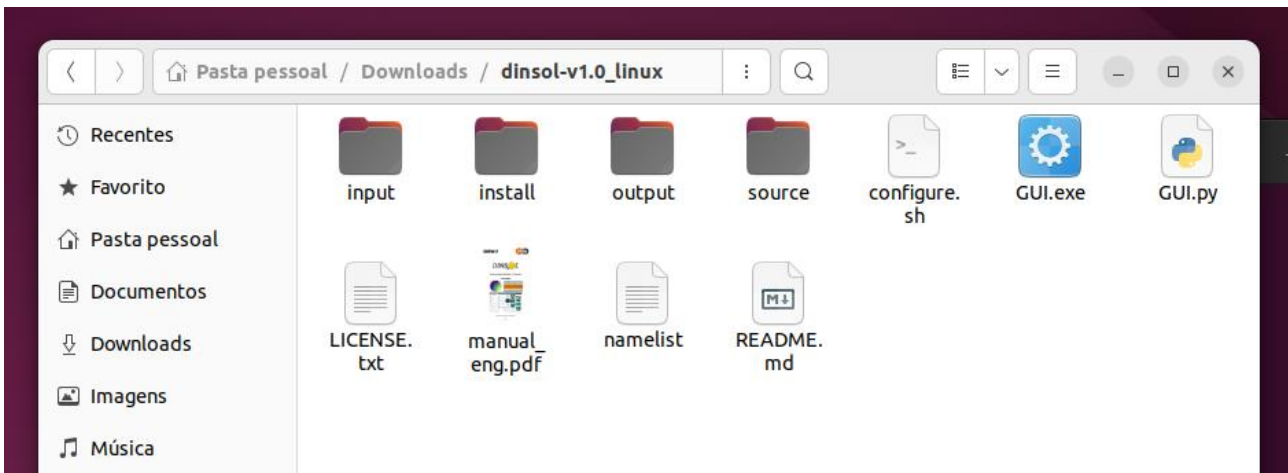 Pasta pessoal / Downloads / dinsol-v1.0_linux
Recentes
Favorito
Pasta pessoal
Documentos
Downloads
Imagens
Música
input
install
output
source
configure.
sh
GUI.exe
GUI.py
LICENSE.
txt
manual_
eng.pdf
namelist
README.
md